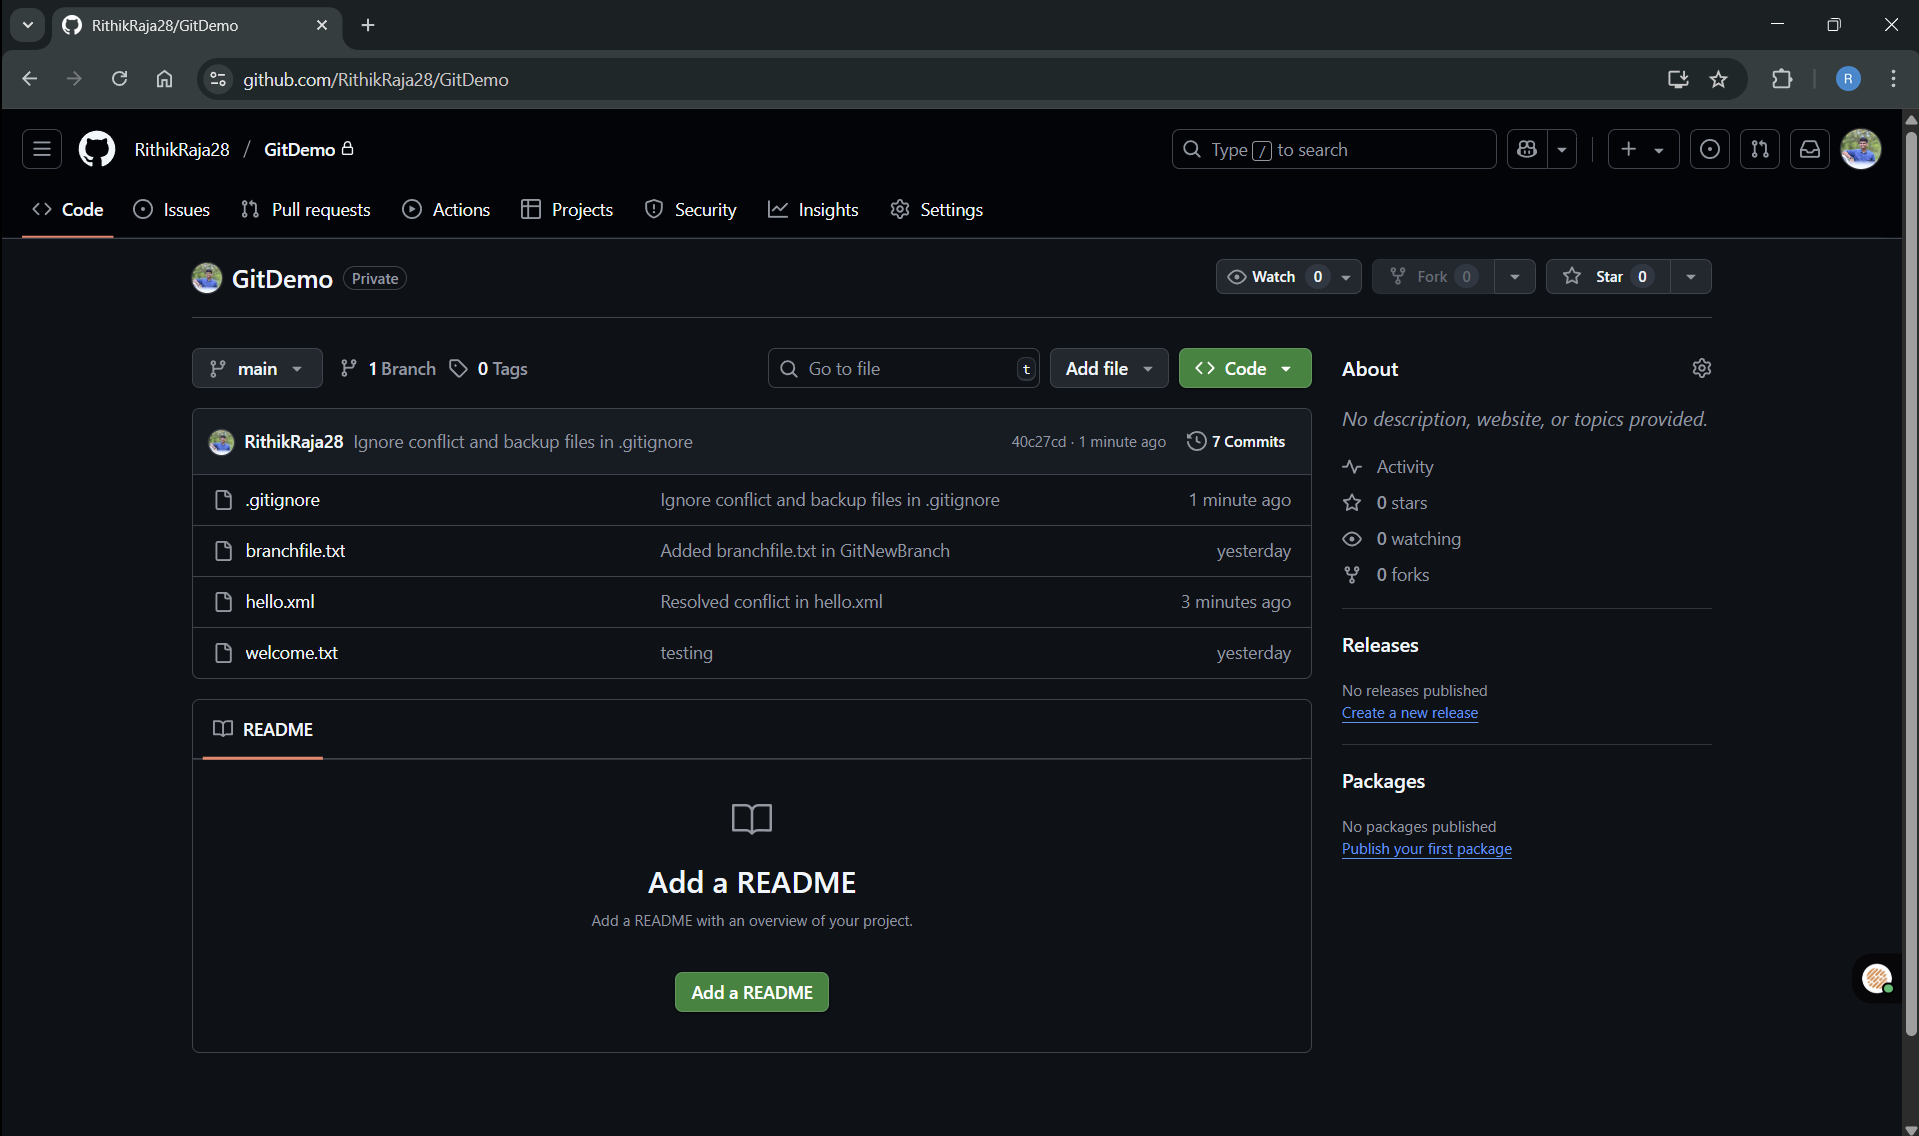 RithikRaja28/GitDemo
github.com/RithikRaja28/GitDemo
R
RithikRaja28 / GitDemo
Type / to search
Code Issues Pull requests Actions Projects Security Insights Settings
GitDemo Private
Watch 0 Fork 0 Star 0
main 1 Branch 0 Tags Go to file t Add file Code
RithikRaja28 Ignore conflict and backup files in .gitignore 40c27cd · 1 minute ago 7 Commits
.gitignore Ignore conflict and backup files in .gitignore 1 minute ago
branchfile.txt Added branchfile.txt in GitNewBranch yesterday
hello.xml Resolved conflict in hello.xml 3 minutes ago
welcome.txt testing yesterday
README
Add a README
Add a README with an overview of your project.
Add a README
About
No description, website, or topics provided.
Activity
0 stars
0 watching
0 forks
Releases
No releases published
Create a new release
Packages
No packages published
Publish your first package